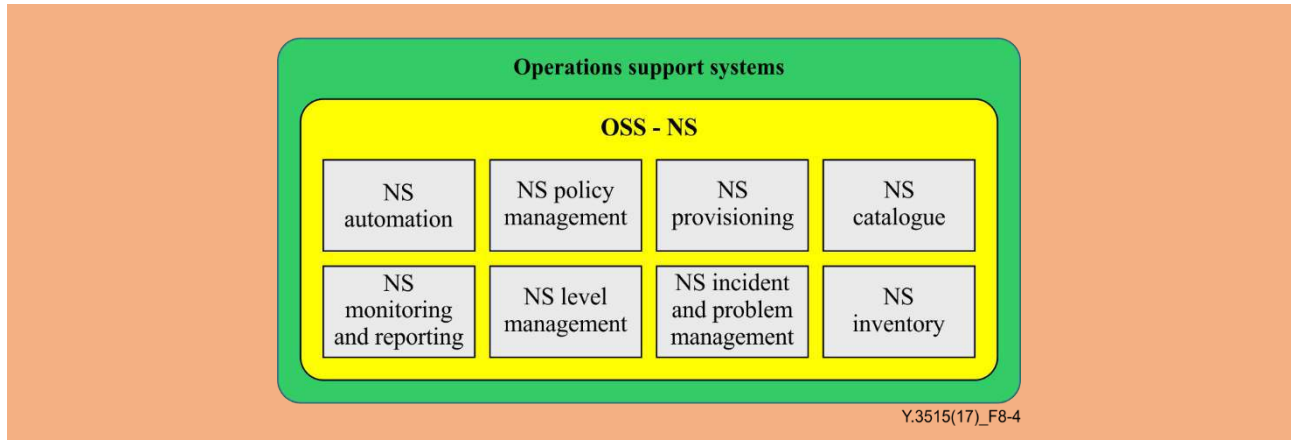 Operations support systems
OSS - NS
NS
automation
NS policy
management
NS
provisioning
NS
catalogue
NS
monitoring
and reporting
NS level
management
NS incident
and problem
management
NS
inventory
Y.3515(17)_F8-4